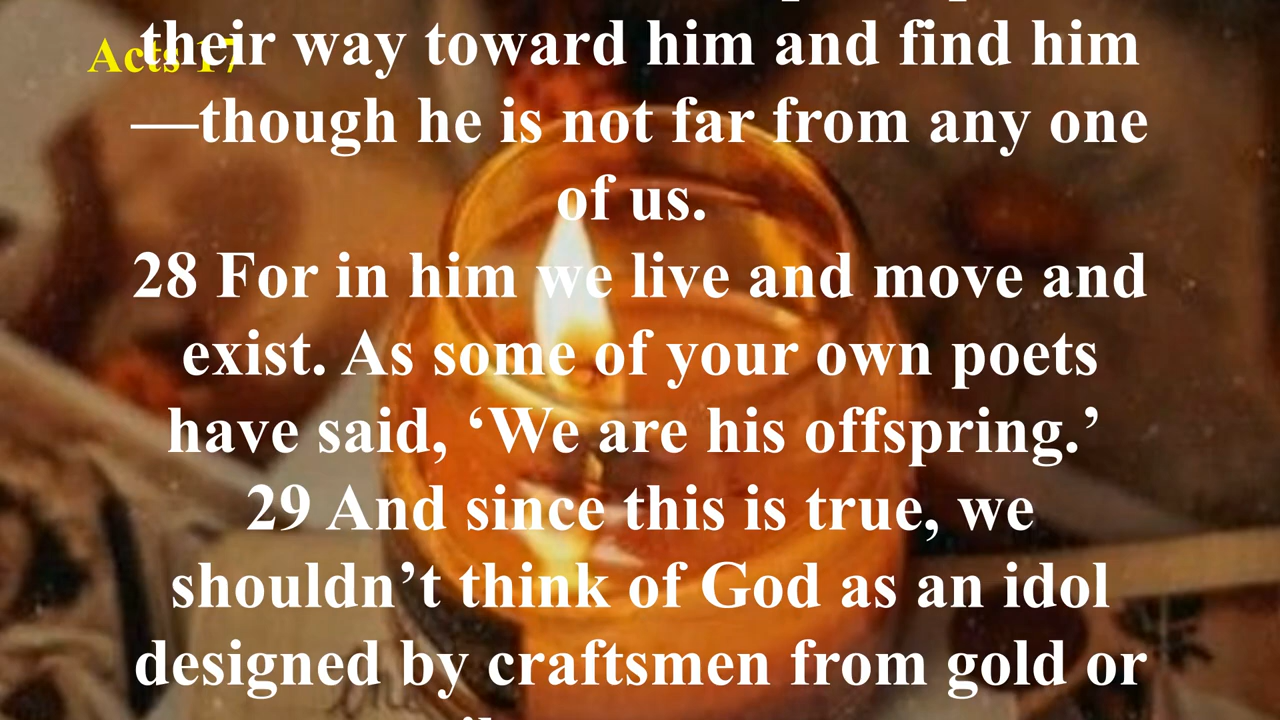 Acts 17
their way toward him and find him
—though he is not far from any one
of us.
28 For in him we live and move and
exist. As some of your own poets
have said, ‘We are his offspring.’
29 And since this is true, we
shouldn’t think of God as an idol
designed by craftsmen from gold or